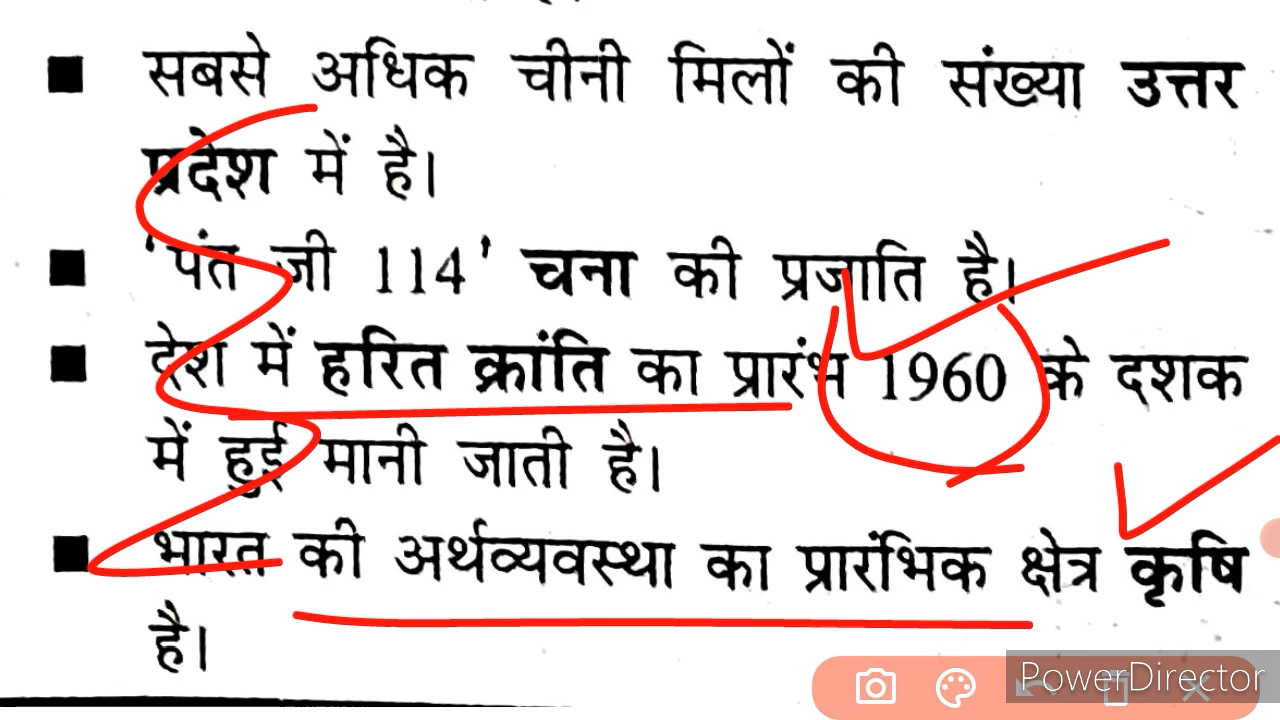 ■ सबसे अधिक चीनी मिलों की संख्या उत्तर
प्रदेश में है।
■ 'पंत जी 114' चना की प्रजाति है।
■ देश में हरित क्रांति का प्रारंभ 1960 के दशक
में हुई मानी जाती है।
■ भारत की अर्थव्यवस्था का प्रारंभिक क्षेत्र कृषि
है।
PowerDirector